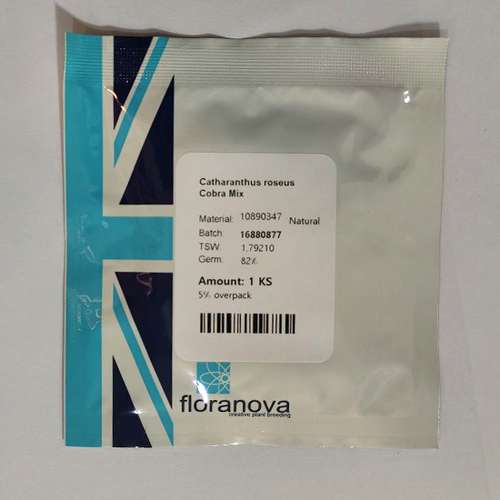 Catharanthus roseus
Cobra Mix
Material: 10890347 Natural
Batch 16880877
TSW: 1.79210
Germ: 82%
Amount: 1 KS
5% overpack
floranova
creative plant breeding